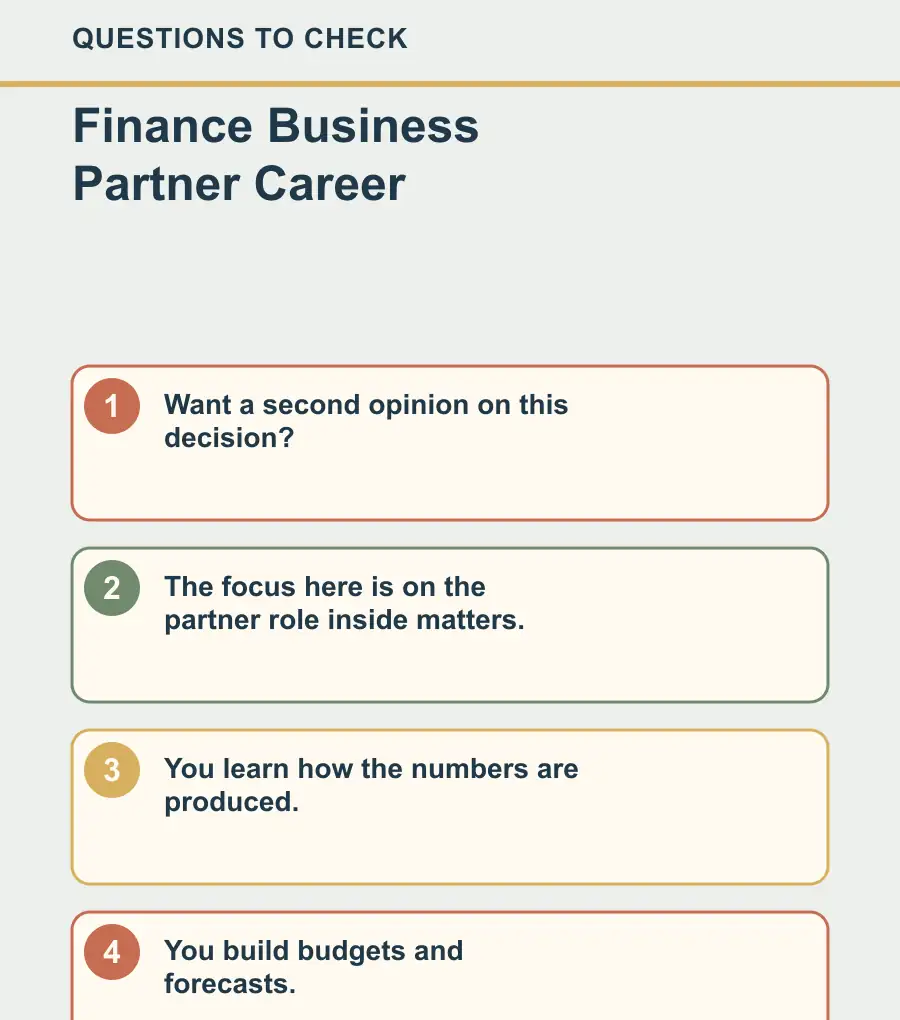 QUESTIONS TO CHECK
Finance Business
Partner Career
1
Want a second opinion on this
decision?
2
The focus here is on the
partner role inside matters.
3
You learn how the numbers are
produced.
4
You build budgets and
forecasts.